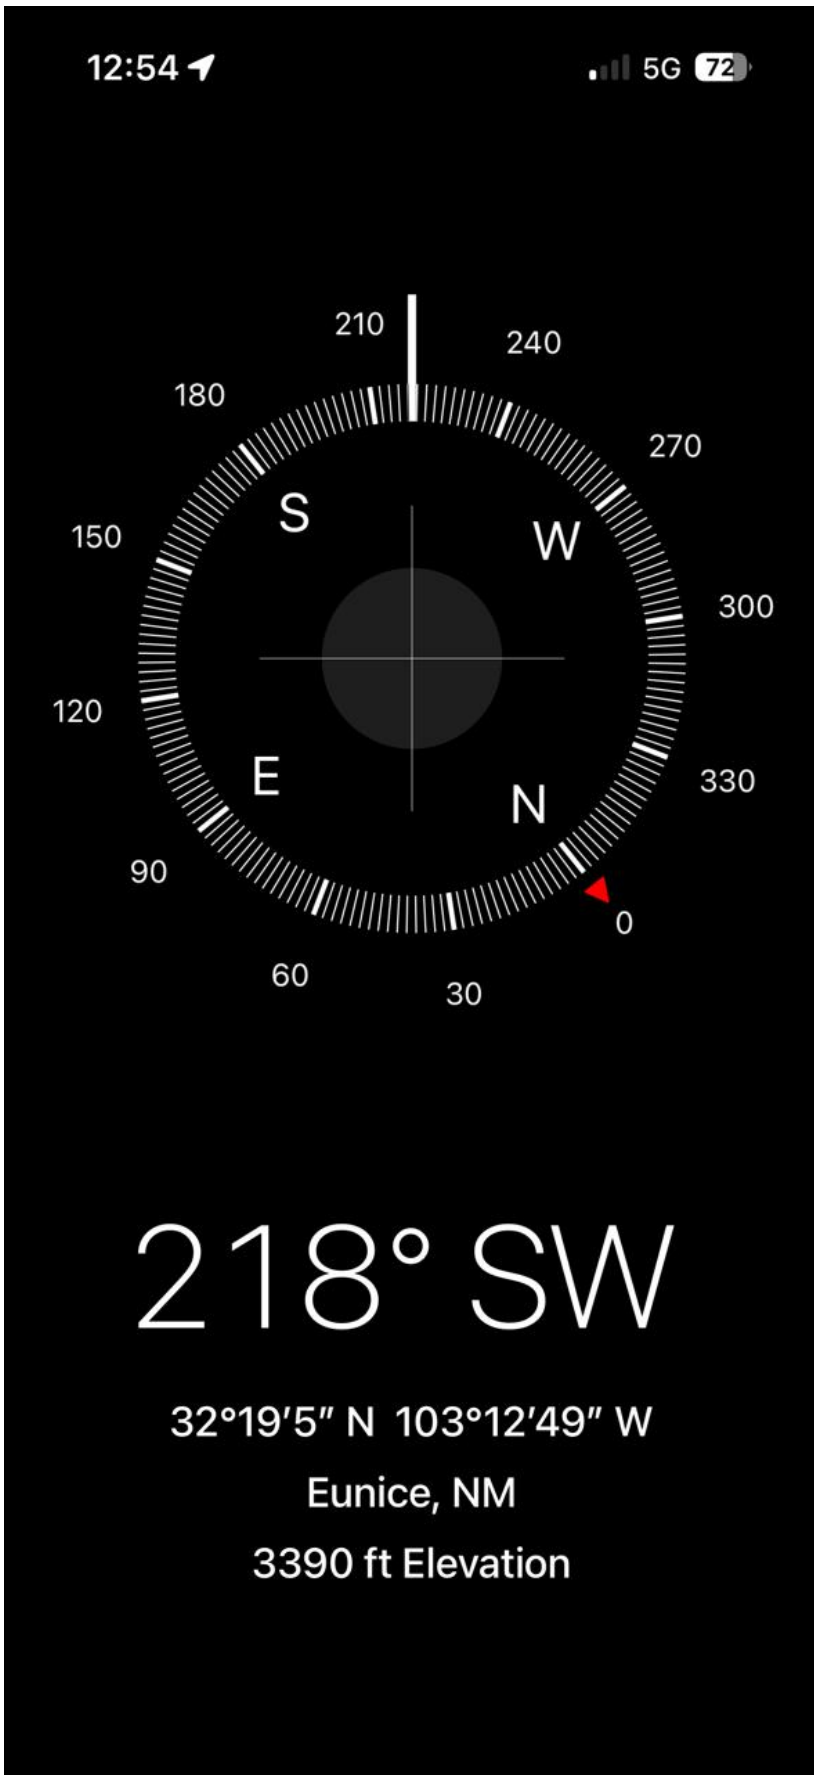 12:54 5G 72
210
240
180
270
S
W
150
300
120
330
E
N
90
0
60
30
218° SW
32°19′5″ N 103°12′49″ W
Eunice, NM
3390 ft Elevation